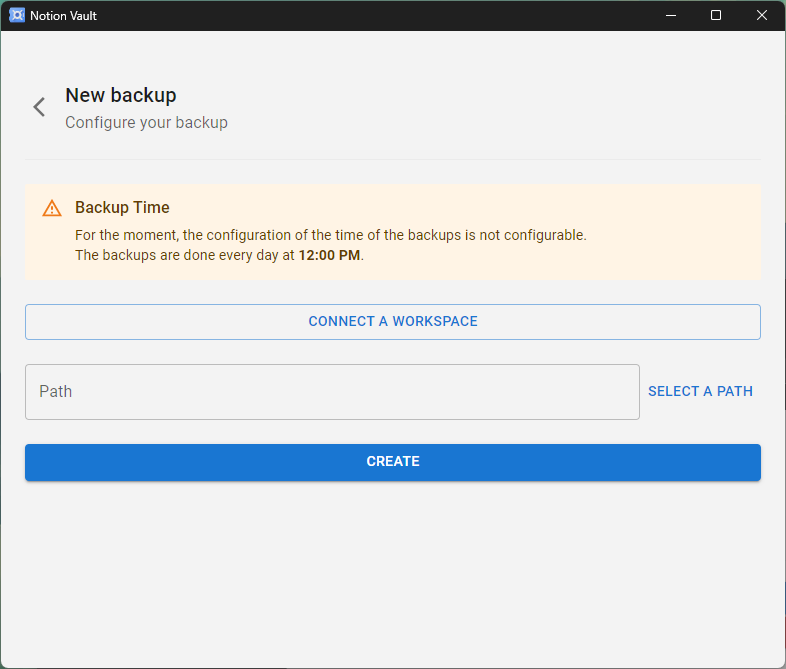 Notion Vault
New backup
Configure your backup
Backup Time
For the moment, the configuration of the time of the backups is not configurable.
The backups are done every day at 12:00 PM.
CONNECT A WORKSPACE
Path
SELECT A PATH
CREATE